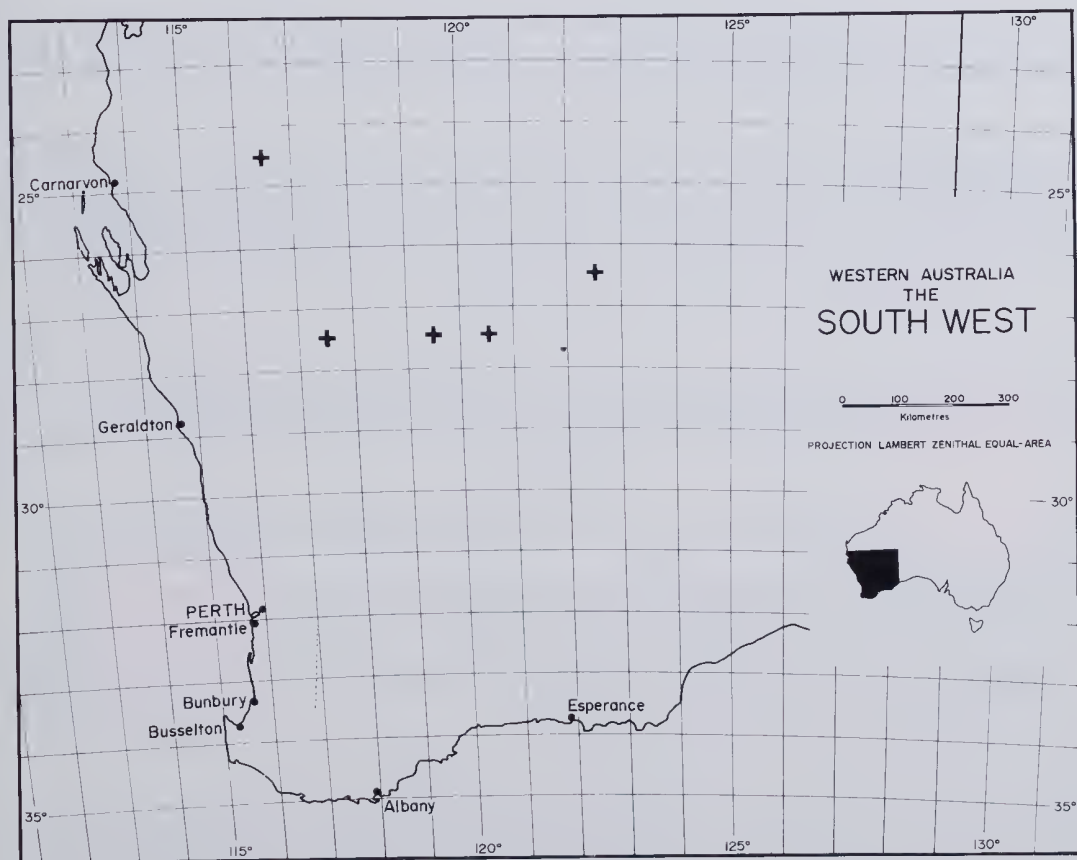 115°
120°
125°
130°
Carnarvon
25°
25°
WESTERN AUSTRALIA
THE
SOUTH WEST
0 100 200 300
Kilometres
PROJECTION LAMBERT ZENITHAL EQUAL-AREA
Geraldton
30°
30°
PERTH
Fremantle
Bunbury
Busselton
Esperance
Albany
35°
35°
115°
120°
125°
130°